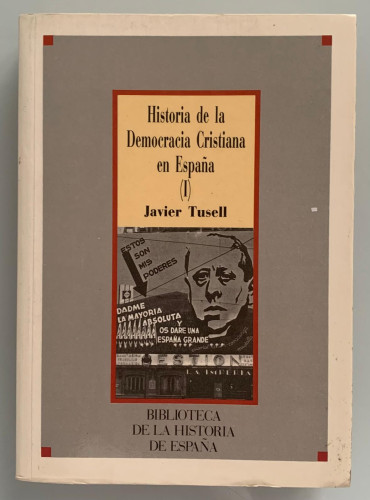 Historia de la
Democracia Cristiana
en España
(I)
Javier Tusell
ESTOS
SON
MIS
PODERES
DADME
LA MAYORIA
ABSOLUTA
Y
OS DARE UNA
ESPAÑA GRANDE
BIBLIOTECA
DE LA HISTORIA
DE ESPAÑA